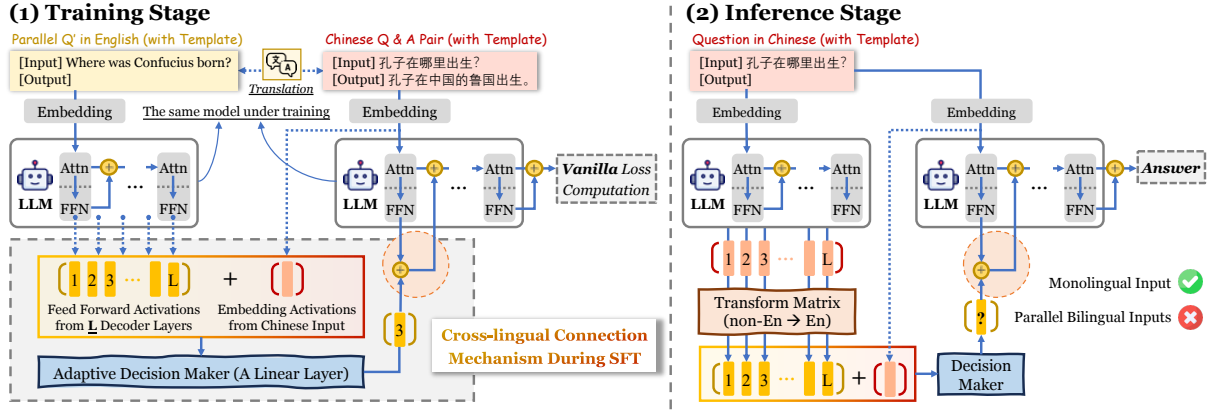 (1) Training Stage
Parallel Q' in English (with Template)
[Input] Where was Confucius born?
[Output]
Translation
Chinese Q & A Pair (with Template)
[Input] 孔子在哪里出生?
[Output] 孔子在中国的鲁国出生。
Embedding
The same model under training
Embedding
LLM
Attn
FFN
...
Attn
FFN
LLM
Attn
FFN
...
Attn
FFN
Vanilla Loss
Computation
1 2 3 ... L
+
Feed Forward Activations
from L Decoder Layers
Embedding Activations
from Chinese Input
3
Adaptive Decision Maker (A Linear Layer)
Cross-lingual Connection
Mechanism During SFT
(2) Inference Stage
Question in Chinese (with Template)
[Input] 孔子在哪里出生?
[Output]
Embedding
Embedding
LLM
Attn
FFN
...
Attn
FFN
LLM
Attn
FFN
...
Attn
FFN
Answer
1 2 3 ... L
Transform Matrix
(non-En → En)
1 2 3 ... L
+
?
Decision
Maker
Monolingual Input
Parallel Bilingual Inputs